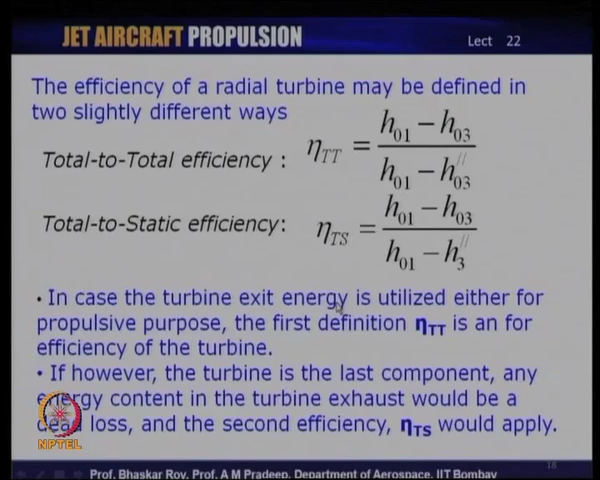 JET AIRCRAFT PROPULSION Lect 22
The efficiency of a radial turbine may be defined in
two slightly different ways
Total-to-Total efficiency : η_TT = (h_01 − h_03) / (h_01 − h_03^//)
Total-to-Static efficiency: η_TS = (h_01 − h_03) / (h_01 − h_3^//)
• In case the turbine exit energy is utilized either for
propulsive purpose, the first definition η_TT is an for
efficiency of the turbine.
• If however, the turbine is the last component, any
energy content in the turbine exhaust would be a
dead loss, and the second efficiency, η_TS would apply.
NPTEL
18
Prof. Bhaskar Roy, Prof. A M Pradeep, Department of Aerospace, IIT Bombay